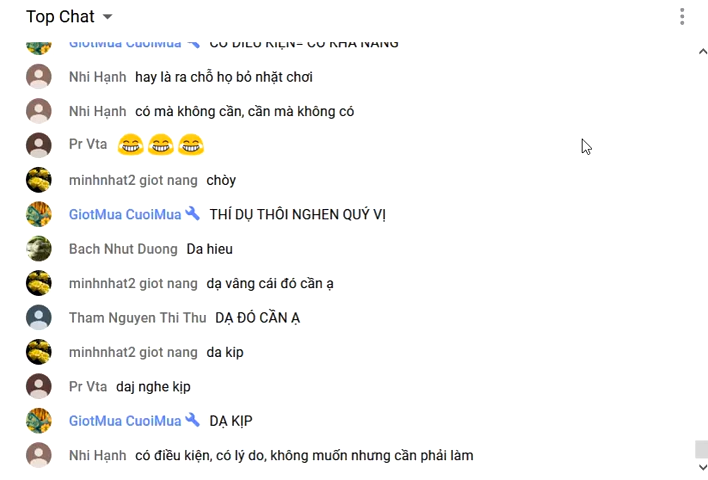 Top Chat
GiotMua CuoiMua CÓ ĐIỀU KIỆN= CÓ KHẢ NĂNG
Nhi Hạnh hay là ra chỗ họ bỏ nhặt chơi
Nhi Hạnh có mà không cần, cần mà không có
Pr Vta 😂😂😂
minhnhat2 giot nang chòy
GiotMua CuoiMua THÍ DỤ THÔI NGHEN QUÝ VỊ
Bach Nhut Duong Da hieu
minhnhat2 giot nang dạ vâng cái đó cần ạ
Tham Nguyen Thi Thu DẠ ĐÓ CẦN Ạ
minhnhat2 giot nang da kip
Pr Vta daj nghe kịp
GiotMua CuoiMua DẠ KỊP
Nhi Hạnh có điều kiện, có lý do, không muốn nhưng cần phải làm